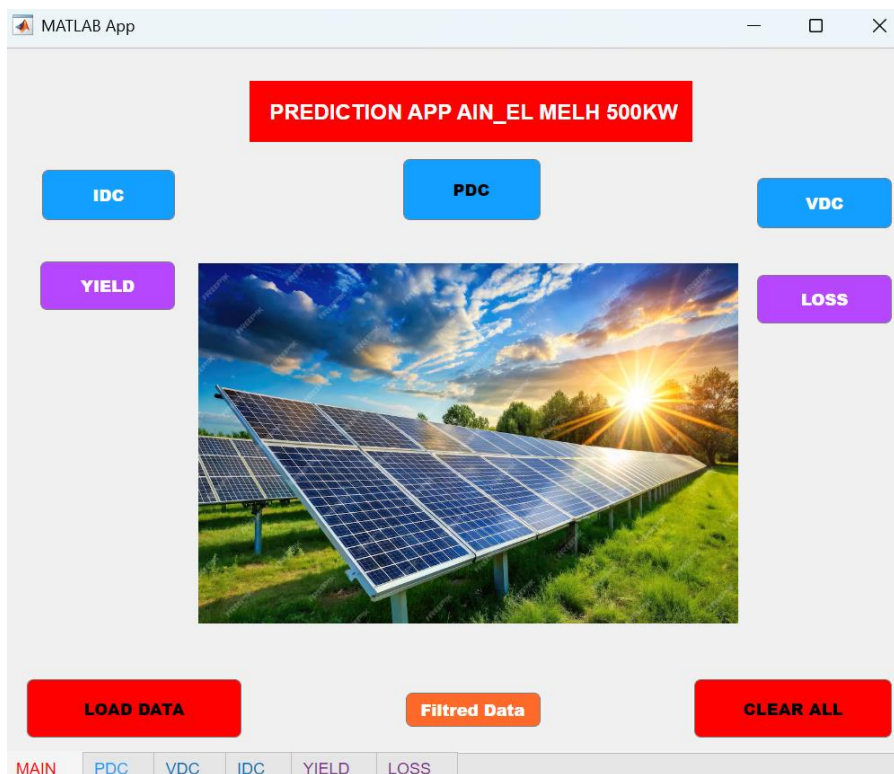 MATLAB App
PREDICTION APP AIN_EL MELH 500KW
IDC
PDC
VDC
YIELD
LOSS
LOAD DATA
Filtred Data
CLEAR ALL
MAIN PDC VDC IDC YIELD LOSS